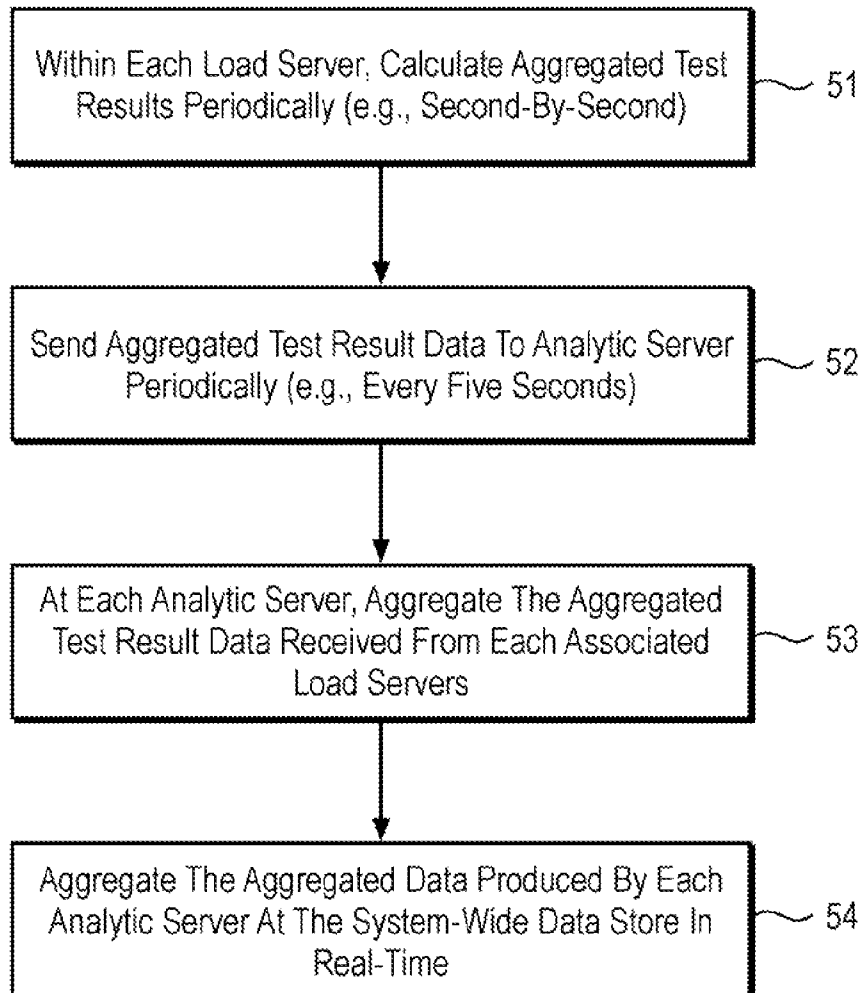 Within Each Load Server, Calculate Aggregated Test
Results Periodically (e.g., Second-By-Second)
51
Send Aggregated Test Result Data To Analytic Server
Periodically (e.g., Every Five Seconds)
52
At Each Analytic Server, Aggregate The Aggregated
Test Result Data Received From Each Associated
Load Servers
53
Aggregate The Aggregated Data Produced By Each
Analytic Server At The System-Wide Data Store In
Real-Time
54